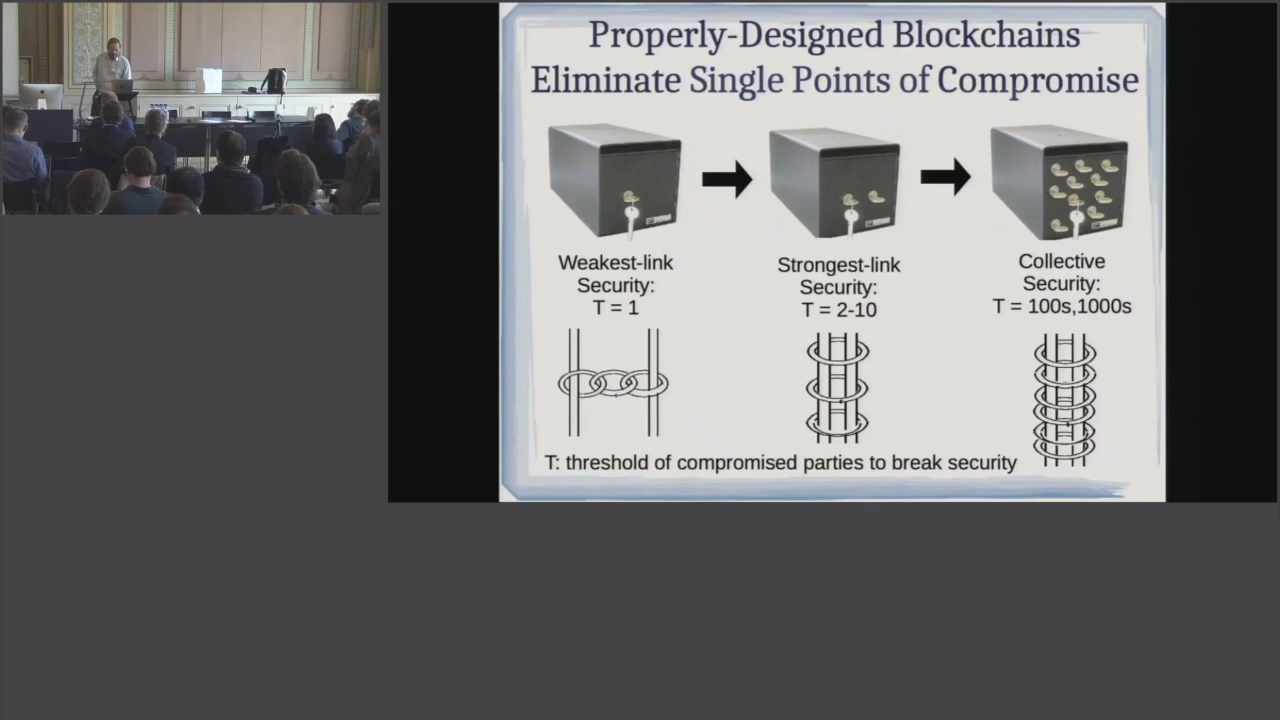 Properly-Designed Blockchains
Eliminate Single Points of Compromise
Weakest-link
Security:
T = 1
Strongest-link
Security:
T = 2-10
Collective
Security:
T = 100s,1000s
T: threshold of compromised parties to break security